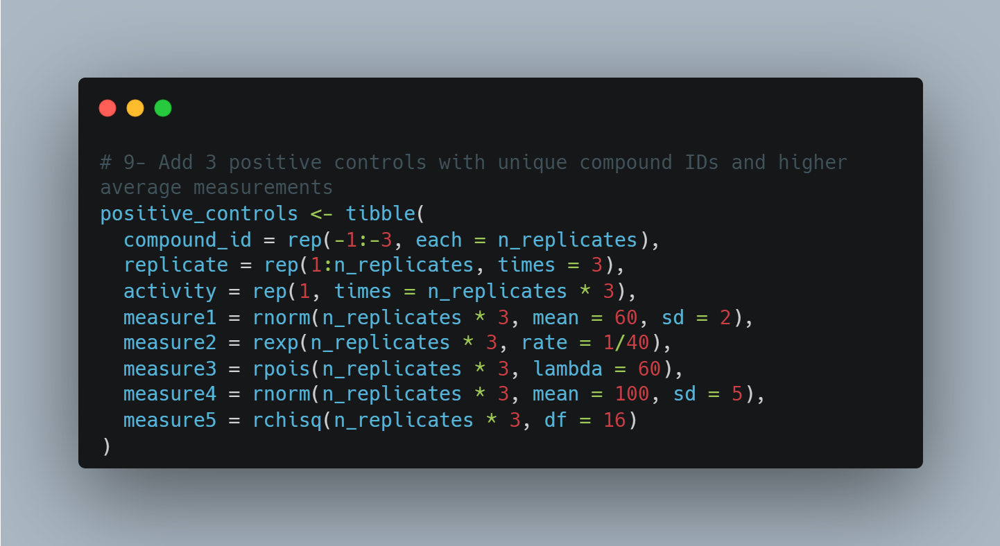 # 9- Add 3 positive controls with unique compound IDs and higher
average measurements
positive_controls <- tibble(
  compound_id = rep(-1:-3, each = n_replicates),
  replicate = rep(1:n_replicates, times = 3),
  activity = rep(1, times = n_replicates * 3),
  measure1 = rnorm(n_replicates * 3, mean = 60, sd = 2),
  measure2 = rexp(n_replicates * 3, rate = 1/40),
  measure3 = rpois(n_replicates * 3, lambda = 60),
  measure4 = rnorm(n_replicates * 3, mean = 100, sd = 5),
  measure5 = rchisq(n_replicates * 3, df = 16)
)